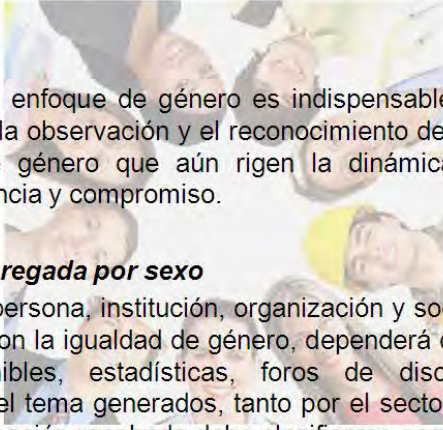 enfoque de género es indispensable
la observación y el reconocimiento de
género que aún rigen la dinámica
ncia y compromiso.
regada por sexo
persona, institución, organización y so
on la igualdad de género, dependerá
ibles, estadísticas, foros de disc
el tema generados, tanto por el secto